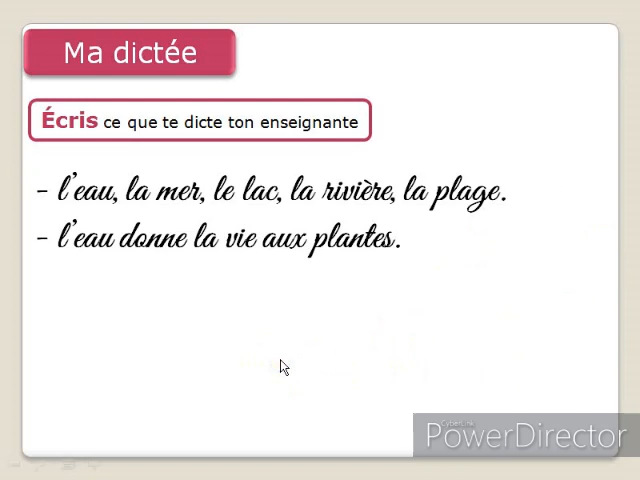 Ma dictée
Écris ce que te dicte ton enseignante
- l'eau, la mer, le lac, la rivière, la plage.
- l'eau donne la vie aux plantes.
CyberLink
PowerDirector